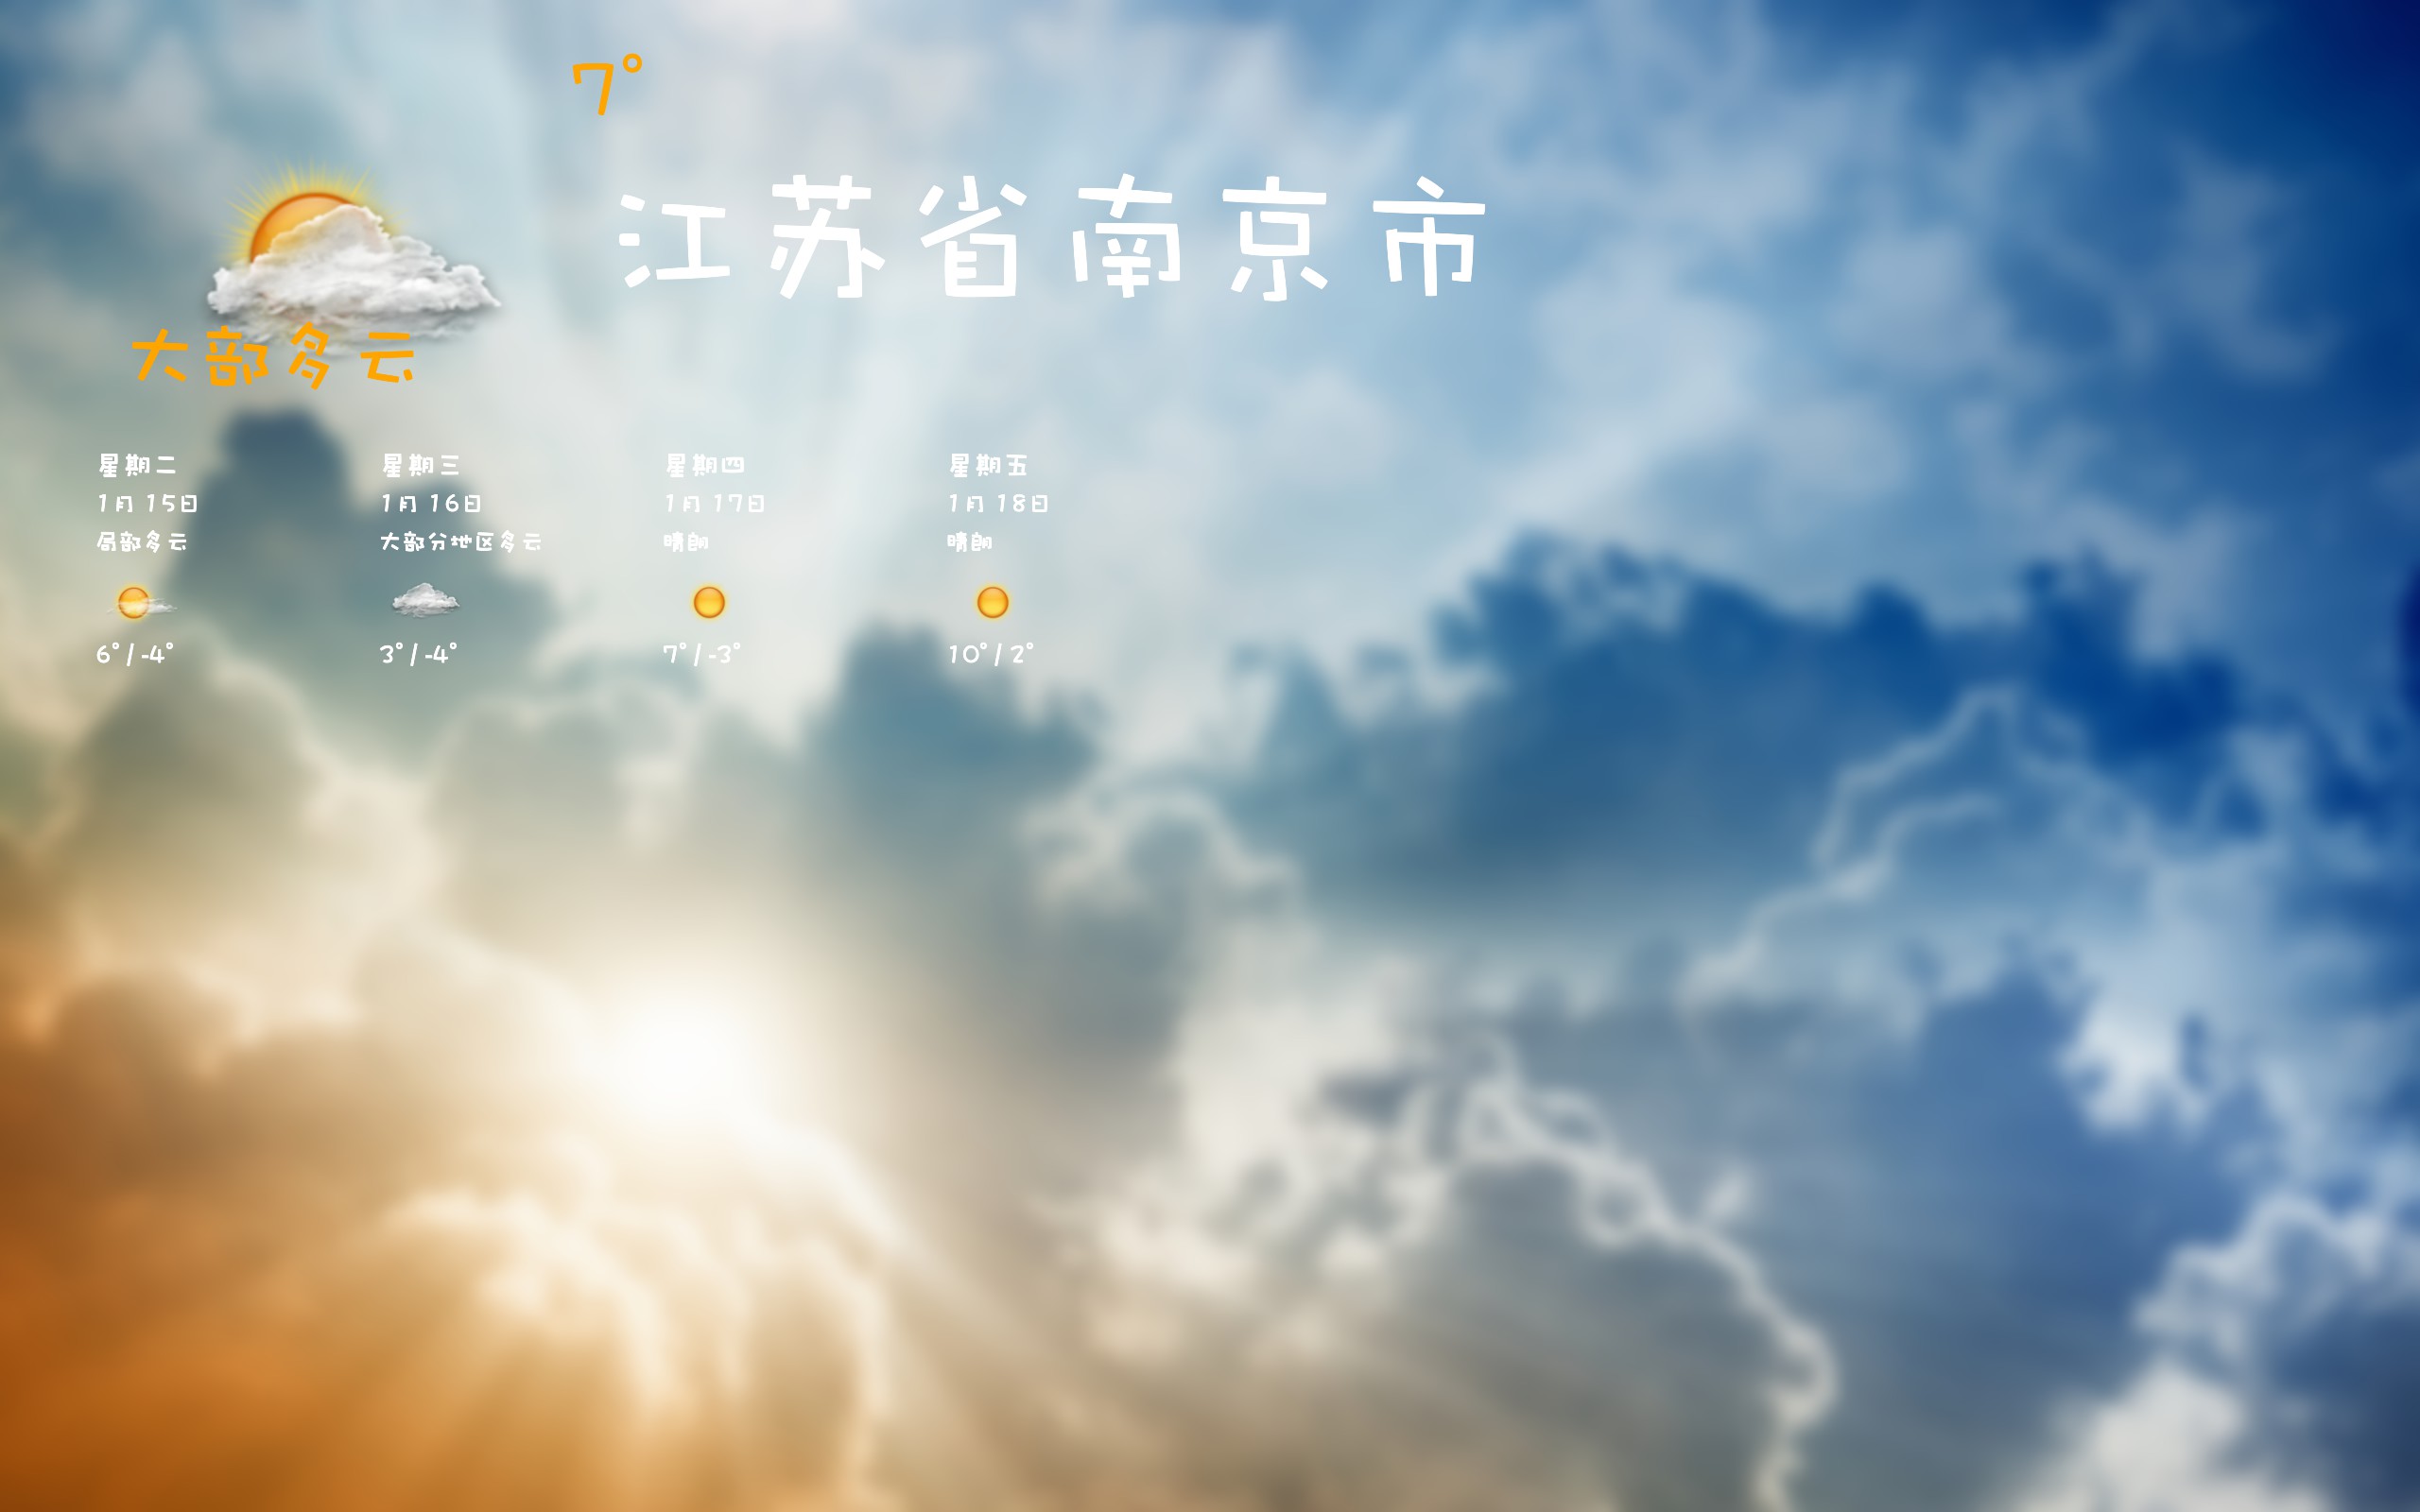 7°
江苏省南京市
大部多云
星期二
1月 15日
局部多云
6° / -4°
星期三
1月 16日
大部分地区多云
3° / -4°
星期四
1月 17日
晴朗
7° / -3°
星期五
1月 18日
晴朗
10° / 2°